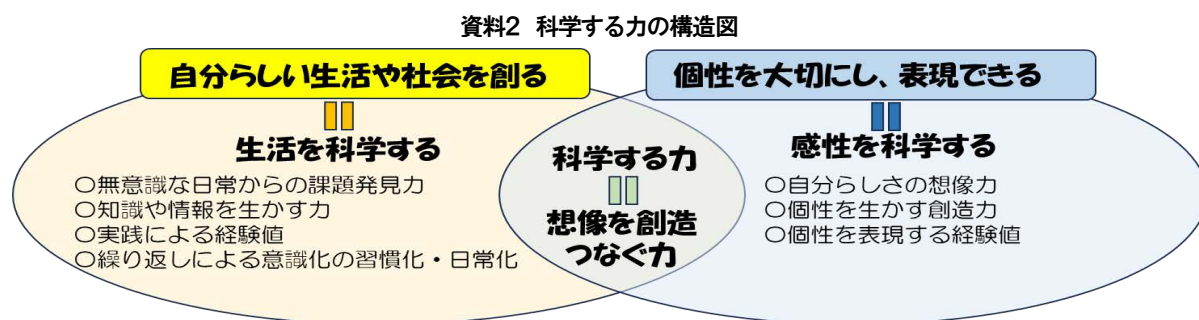 資料2 科学する力の構造図
自分らしい生活や社会を創る
生活を科学する
○無意識な日常からの課題発見力
○知識や情報を生かす力
○実践による経験値
○繰り返しによる意識化の習慣化・日常化
科学する力
想像を創造
つなぐ力
個性を大切にし、表現できる
感性を科学する
○自分らしさの想像力
○個性を生かす創造力
○個性を表現する経験値